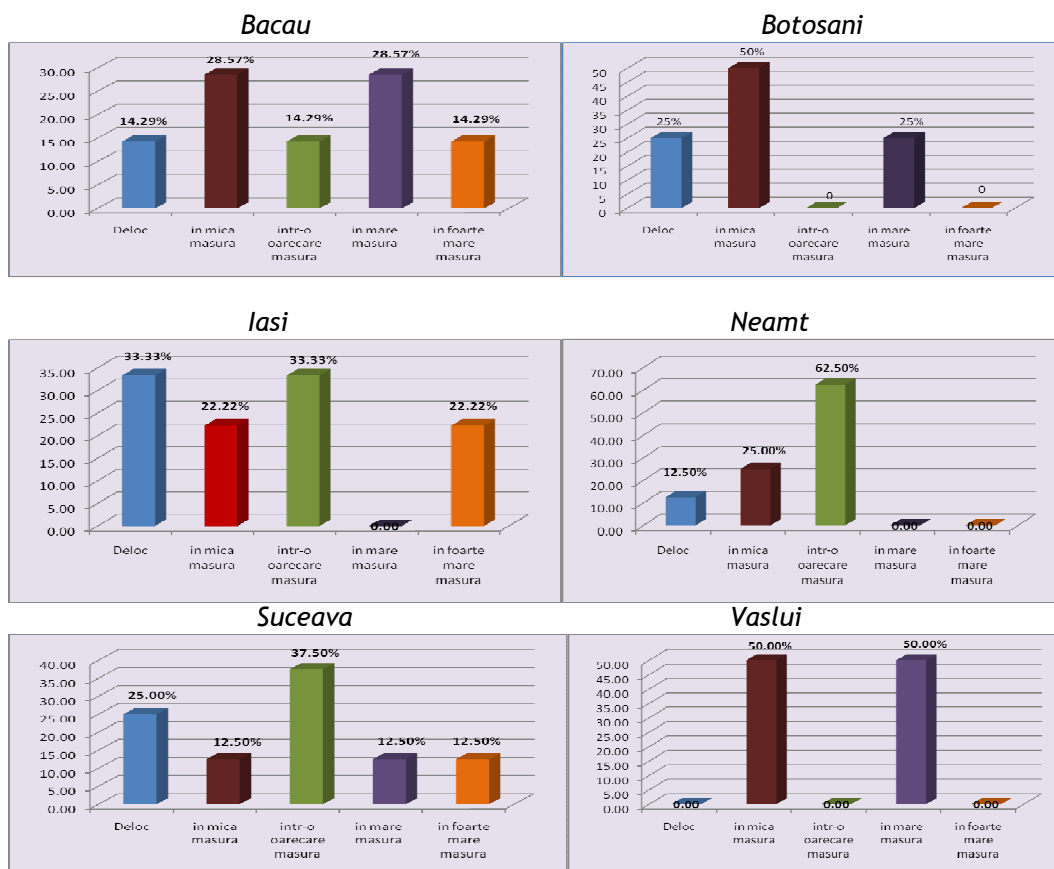 Bacau
28.57%
28.57%
30.00
25.00
14.29%
14.29%
14.29%
20.00
15.00
10.00
5.00
0.00
Deloc
in mica masura
intr-o oarecare masura
in mare masura
in foarte mare masura
Botosani
50%
50
45
40
35
30
25%
25%
25
20
15
10
5
0
0
0
Deloc
in mica masura
intr-o oarecare masura
in mare masura
in foarte mare masura
Iasi
33.33%
33.33%
35.00
30.00
22.22%
22.22%
25.00
20.00
15.00
10.00
5.00
0.00
0.00
Deloc
in mica masura
intr-o oarecare masura
in mare masura
in foarte mare masura
Neamt
62.50%
70.00
60.00
50.00
40.00
25.00%
30.00
12.50%
20.00
10.00
0.00
0.00
0.00
Deloc
in mica masura
intr-o oarecare masura
in mare masura
in foarte mare masura
Suceava
37.50%
40.00
35.00
25.00%
30.00
25.00
12.50%
12.50%
12.50%
20.00
15.00
10.00
5.00
0.00
Deloc
in mica masura
intr-o oarecare masura
in mare masura
in foarte mare masura
Vaslui
50.00%
50.00%
50.00
45.00
40.00
35.00
30.00
25.00
20.00
15.00
10.00
5.00
0.00
0.00
0.00
0.00
Deloc
in mica masura
intr-o oarecare masura
in mare masura
in foarte mare masura